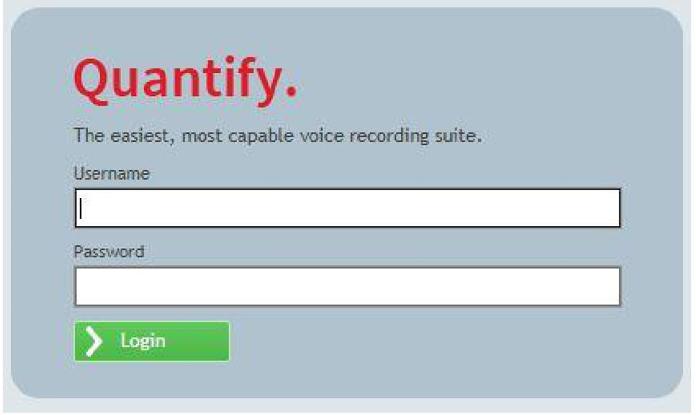 Quantify.
The easiest, most capable voice recording suite.
Username
Password
Login